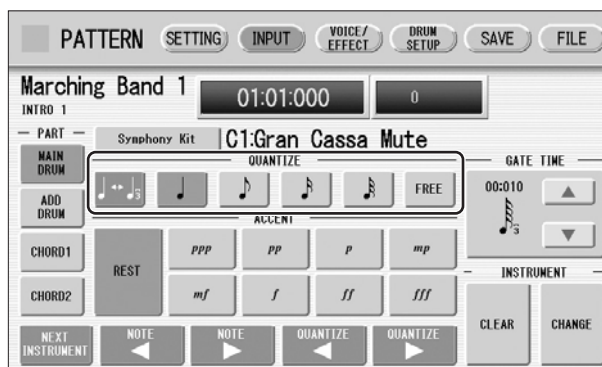 PATTERN SETTING INPUT VOICE/ EFFECT DRUM SETUP SAVE FILE
Marching Band 1 01:01:000 0
INTRO 1
PART Symphony Kit C1:Gran Cassa Mute
QUANTIZE GATE TIME
MAIN DRUM
3 FREE 00:010
ADD DRUM
3
ACCENT
CHORD1 REST ppp pp p mp
INSTRUMENT
CHORD2 mf f ff fff
CLEAR CHANGE
NEXT INSTRUMENT NOTE NOTE QUANTIZE QUANTIZE